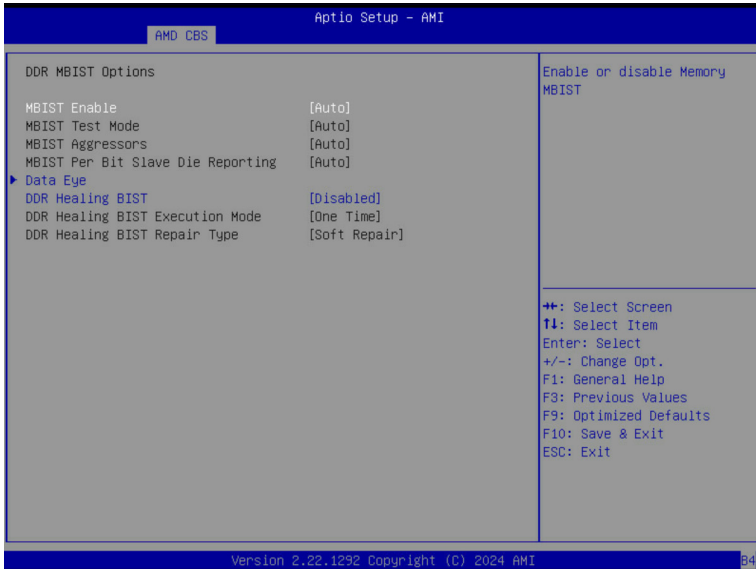 Aptio Setup - AMI
AMD CBS
DDR MBIST Options
MBIST Enable [Auto]
MBIST Test Mode [Auto]
MBIST Aggressors [Auto]
MBIST Per Bit Slave Die Reporting [Auto]
Data Eye
DDR Healing BIST [Disabled]
DDR Healing BIST Execution Mode [One Time]
DDR Healing BIST Repair Type [Soft Repair]
Enable or disable Memory
MBIST
→←: Select Screen
↑↓: Select Item
Enter: Select
+/-: Change Opt.
F1: General Help
F3: Previous Values
F9: Optimized Defaults
F10: Save & Exit
ESC: Exit
Version 2.22.1292 Copyright (C) 2024 AMI
B4